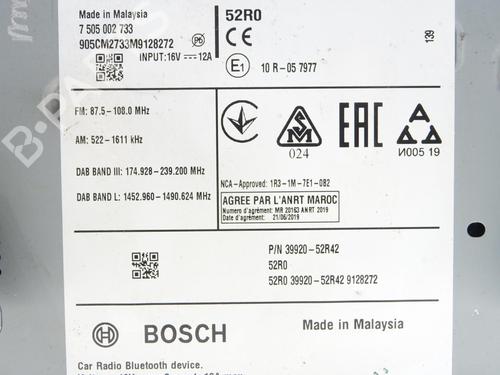 Made in Malaysia
7 505 002 733
905CM2733M9128272
INPUT:16V 12A
52R0
CE
E1
10 R-05 7977
139
FM: 87.5-108.0 MHz
AM: 522-1611 kHz
DAB BAND III: 174.928-239.200 MHz
DAB BAND L: 1452.960-1490.624 MHz
024
EAC
И005 19
NCA-Approved: 1R3-1M-7E1-0B2
AGREE PAR L'ANRT MAROC
Numero d'agrément: MR 20163 ANRT 2019
Date d'agrément: 21/06/2019
P/N 39920-52R42
52R0
52R0 39920-52R42 9128272
BOSCH
Made in Malaysia
Car Radio Bluetooth device.
B-PARTS